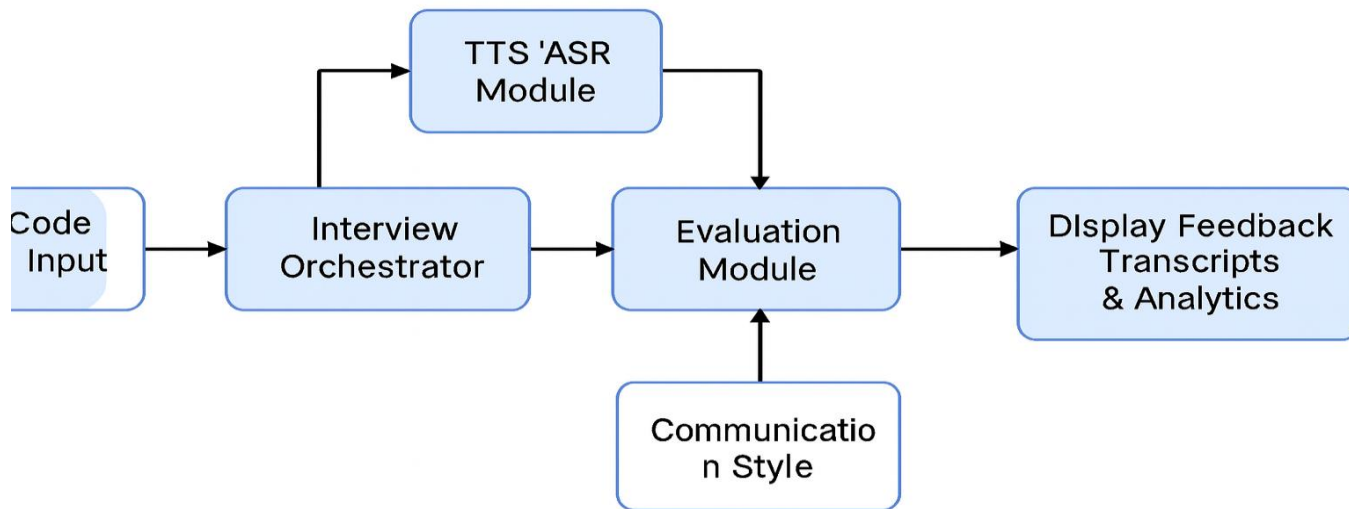 TTS 'ASR
Module
Code
Input
Interview
Orchestrator
Evaluation
Module
DIsplay Feedback
Transcripts
& Analytics
Communicatio
n Style